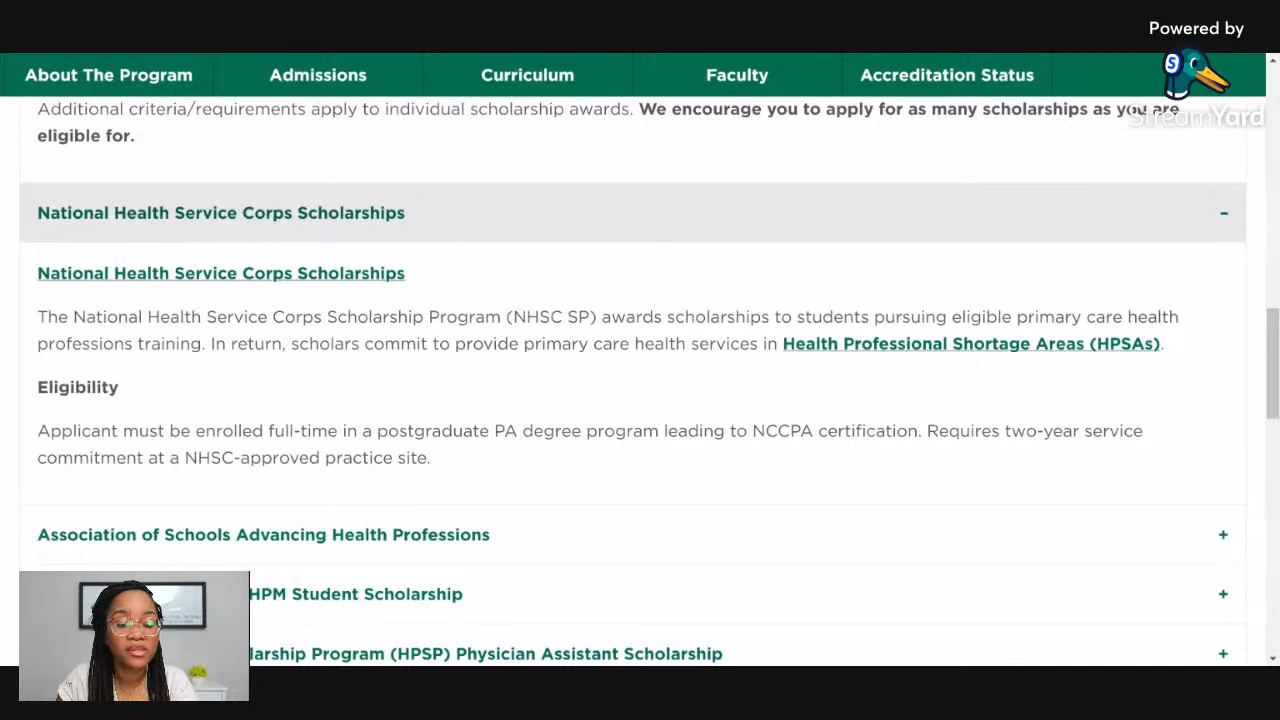 Powered by
About The Program Admissions Curriculum Faculty Accreditation Status
StreamYard
Additional criteria/requirements apply to individual scholarship awards. We encourage you to apply for as many scholarships as you are
eligible for.
National Health Service Corps Scholarships -
National Health Service Corps Scholarships
The National Health Service Corps Scholarship Program (NHSC SP) awards scholarships to students pursuing eligible primary care health
professions training. In return, scholars commit to provide primary care health services in Health Professional Shortage Areas (HPSAs).
Eligibility
Applicant must be enrolled full-time in a postgraduate PA degree program leading to NCCPA certification. Requires two-year service
commitment at a NHSC-approved practice site.
Association of Schools Advancing Health Professions +
HPM Student Scholarship +
larship Program (HPSP) Physician Assistant Scholarship +